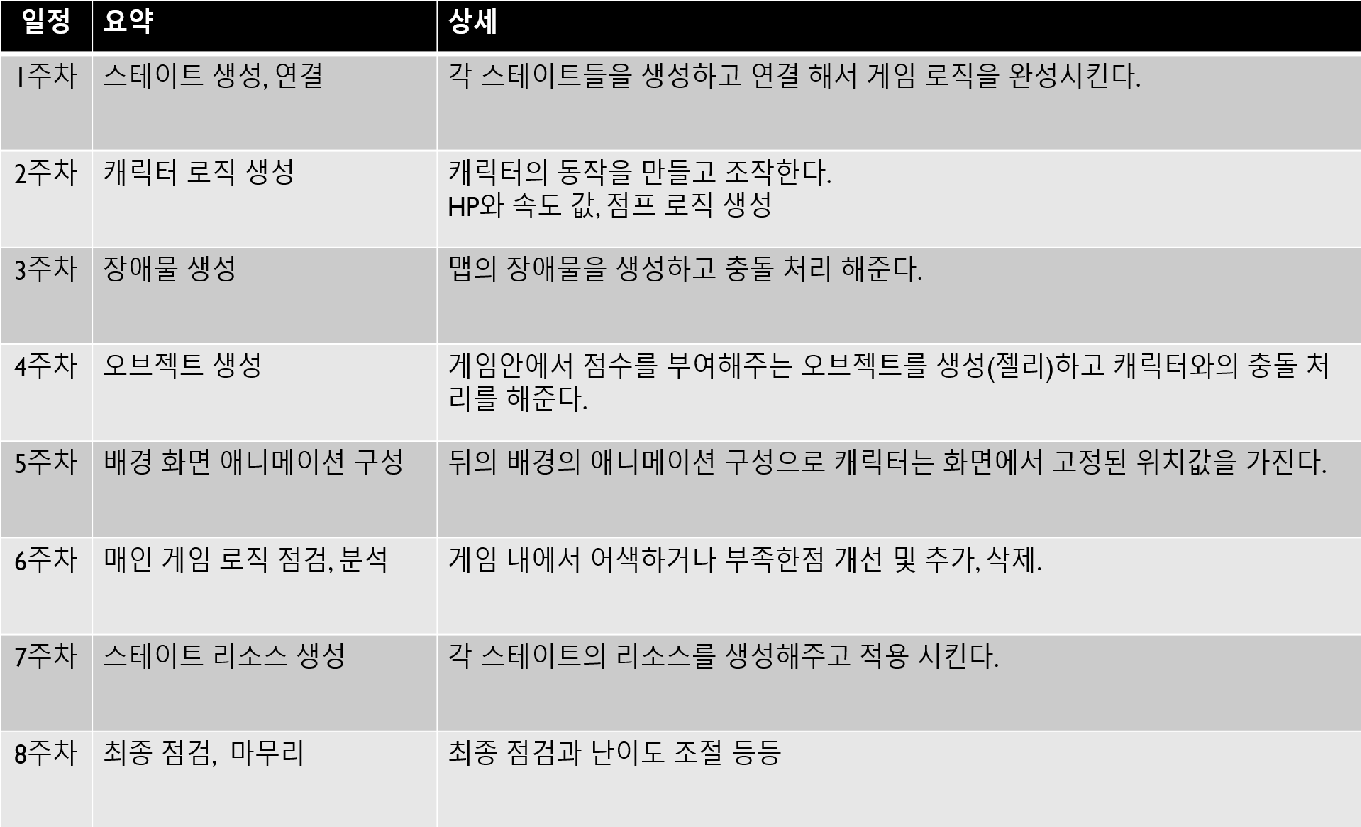 일정 요약 상세
1주차 스테이트 생성, 연결 각 스테이트들을 생성하고 연결 해서 게임 로직을 완성시킨다.
2주차 캐릭터 로직 생성 캐릭터의 동작을 만들고 조작한다.
HP와 속도 값, 점프 로직 생성
3주차 장애물 생성 맵의 장애물을 생성하고 충돌 처리 해준다.
4주차 오브젝트 생성 게임안에서 점수를 부여해주는 오브젝트를 생성(젤리)하고 캐릭터와의 충돌 처
리를 해준다.
5주차 배경 화면 애니메이션 구성 뒤의 배경의 애니메이션 구성으로 캐릭터는 화면에서 고정된 위치값을 가진다.
6주차 매인 게임 로직 점검, 분석 게임 내에서 어색하거나 부족한점 개선 및 추가, 삭제.
7주차 스테이트 리소스 생성 각 스테이트의 리소스를 생성해주고 적용 시킨다.
8주차 최종 점검, 마무리 최종 점검과 난이도 조절 등등